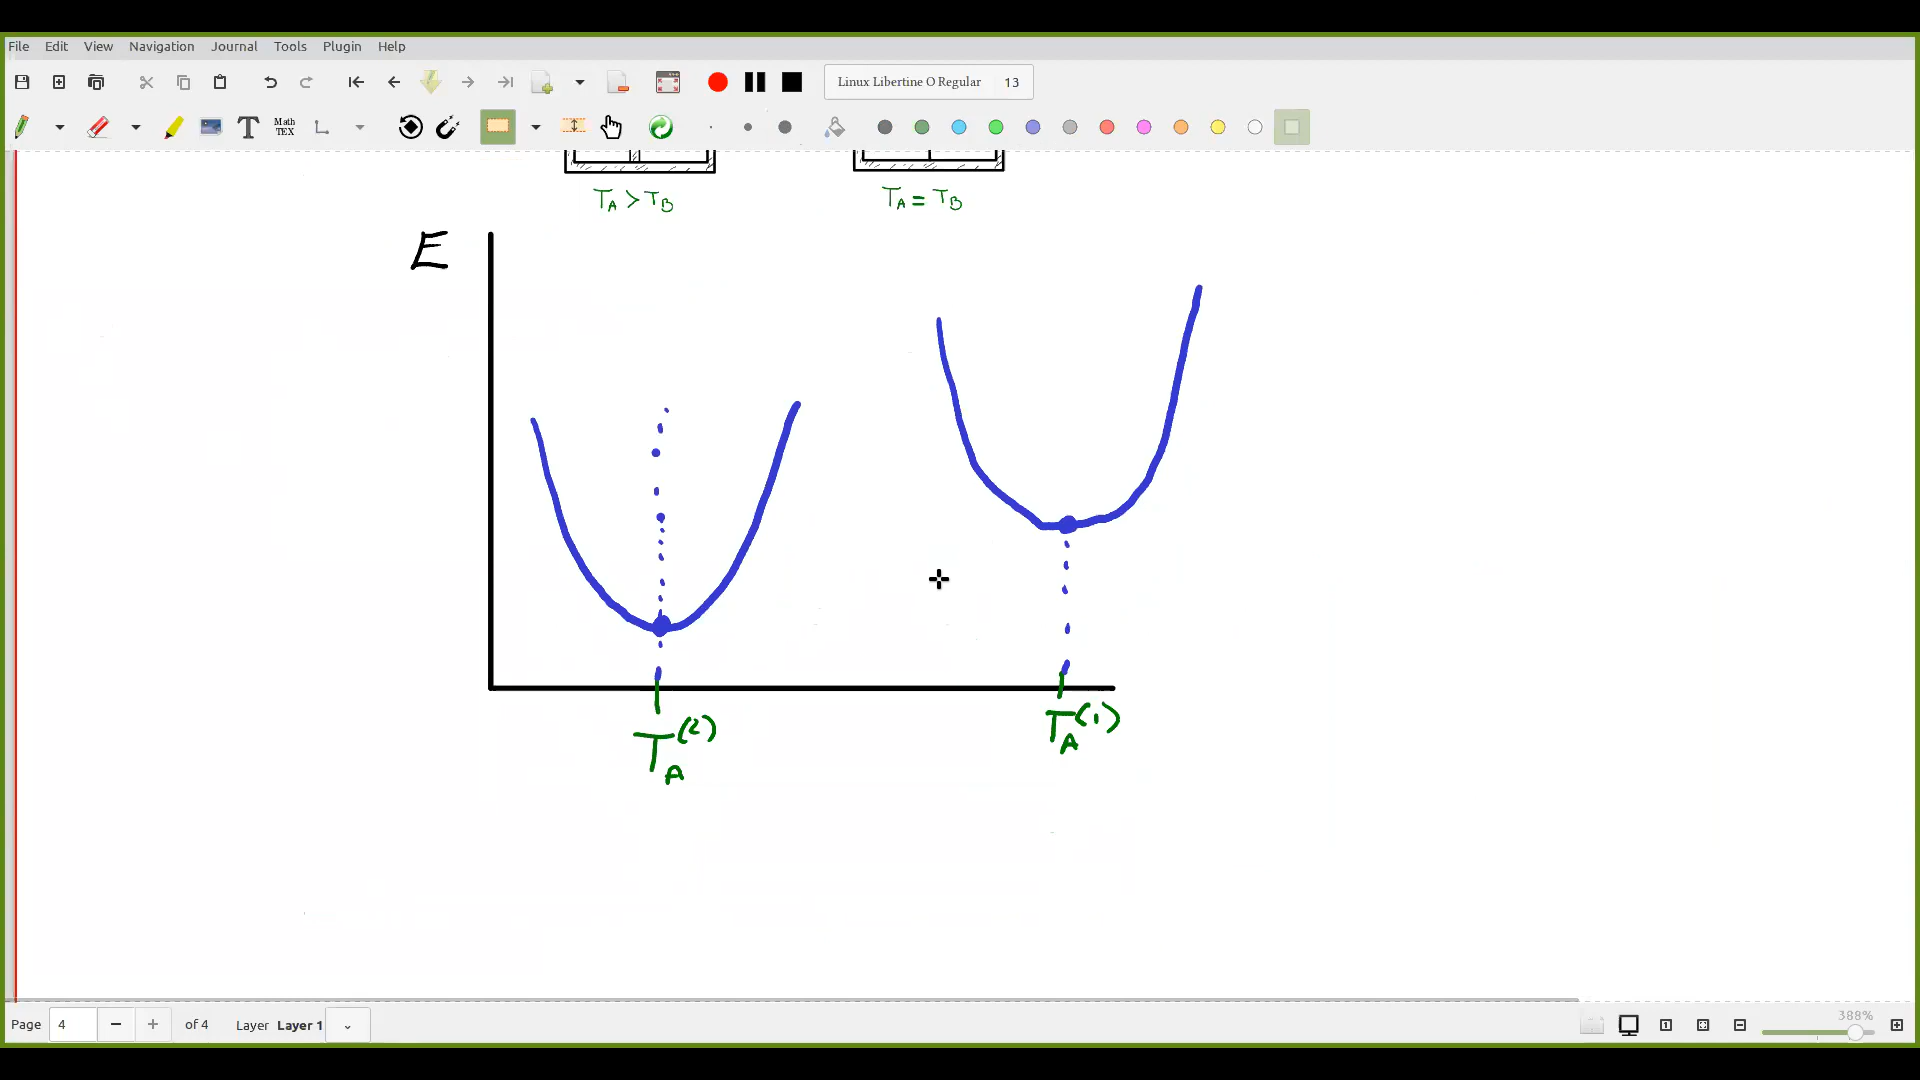 File Edit View Navigation Journal Tools Plugin Help
Linux Libertine O Regular 13
Math
TEX
T_A > T_B T_A = T_B
E
T_A^(2) T_A^(1)
388%
Page 4 of 4 Layer Layer 1